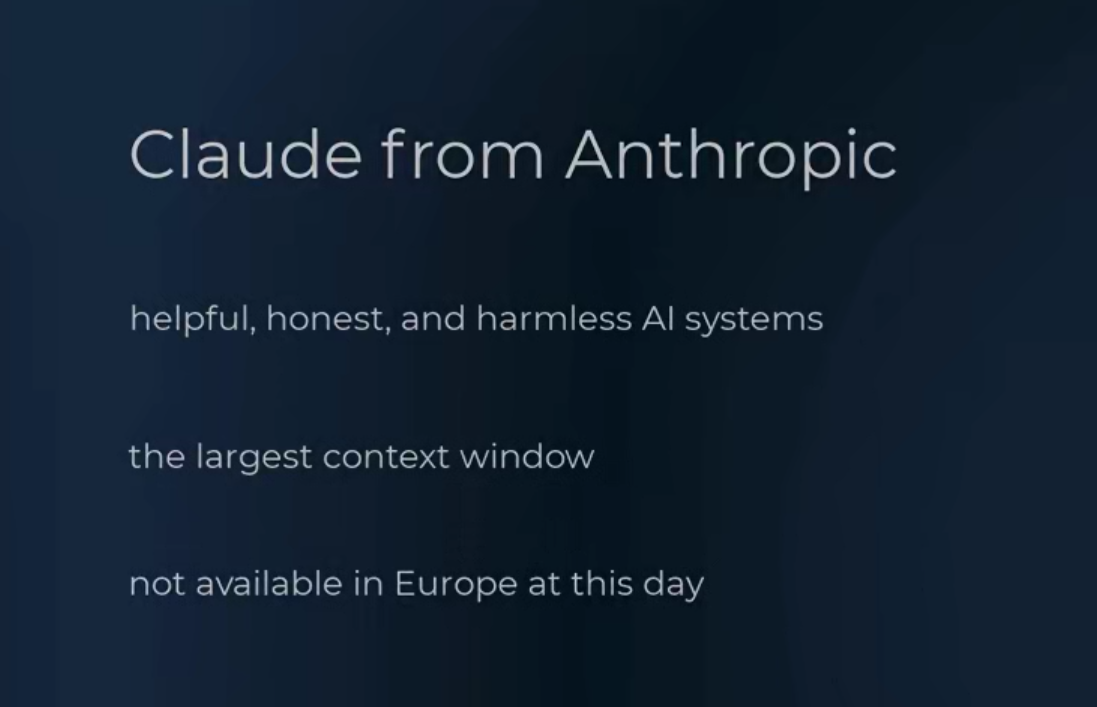 Claude from Anthropic
helpful, honest, and harmless AI systems
the largest context window
not available in Europe at this day